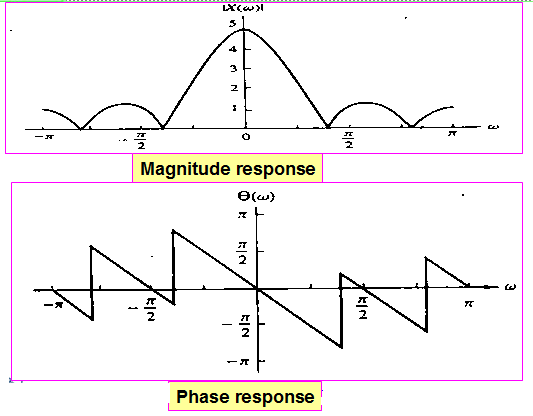 |X(ω)|
5
4
3
2
1
−π
−π/2
0
π/2
π
ω
Magnitude response
Θ(ω)
π
π/2
−π
−π/2
π/2
π
ω
−π/2
−π
Phase response